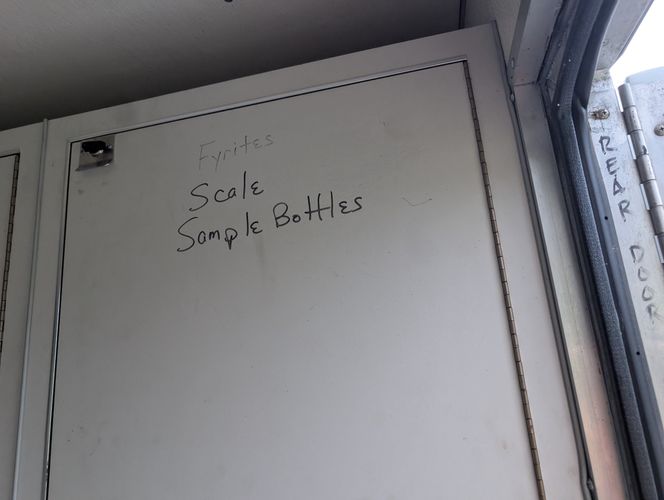 Fyrites
Scale
Sample Bottles
REAR DOOR